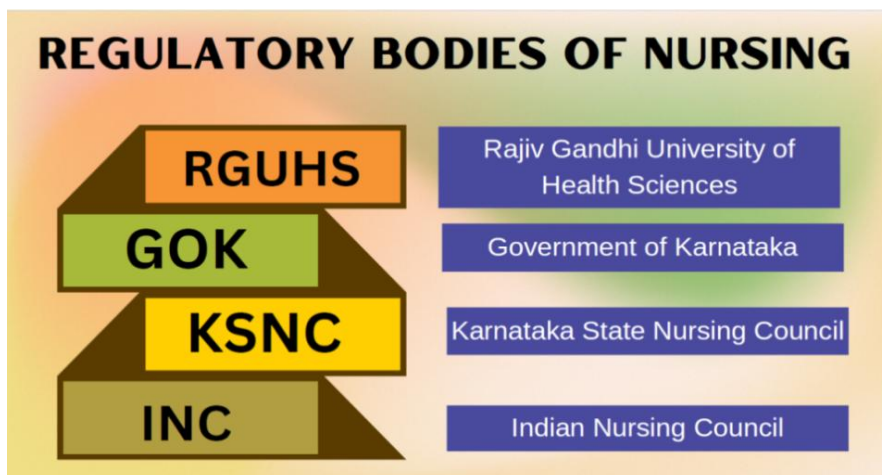 REGULATORY BODIES OF NURSING
RGUHS
Rajiv Gandhi University of
Health Sciences
GOK
Government of Karnataka
KSNC
Karnataka State Nursing Council
INC
Indian Nursing Council